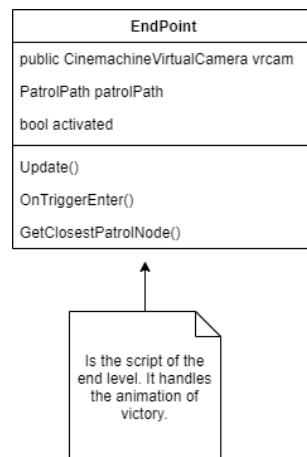 EndPoint
public CinemachineVirtualCamera vrcam
PatrolPath patrolPath
bool activated
Update()
OnTriggerEnter()
GetClosestPatrolNode()
Is the script of the
end level. It handles
the animation of
victory.